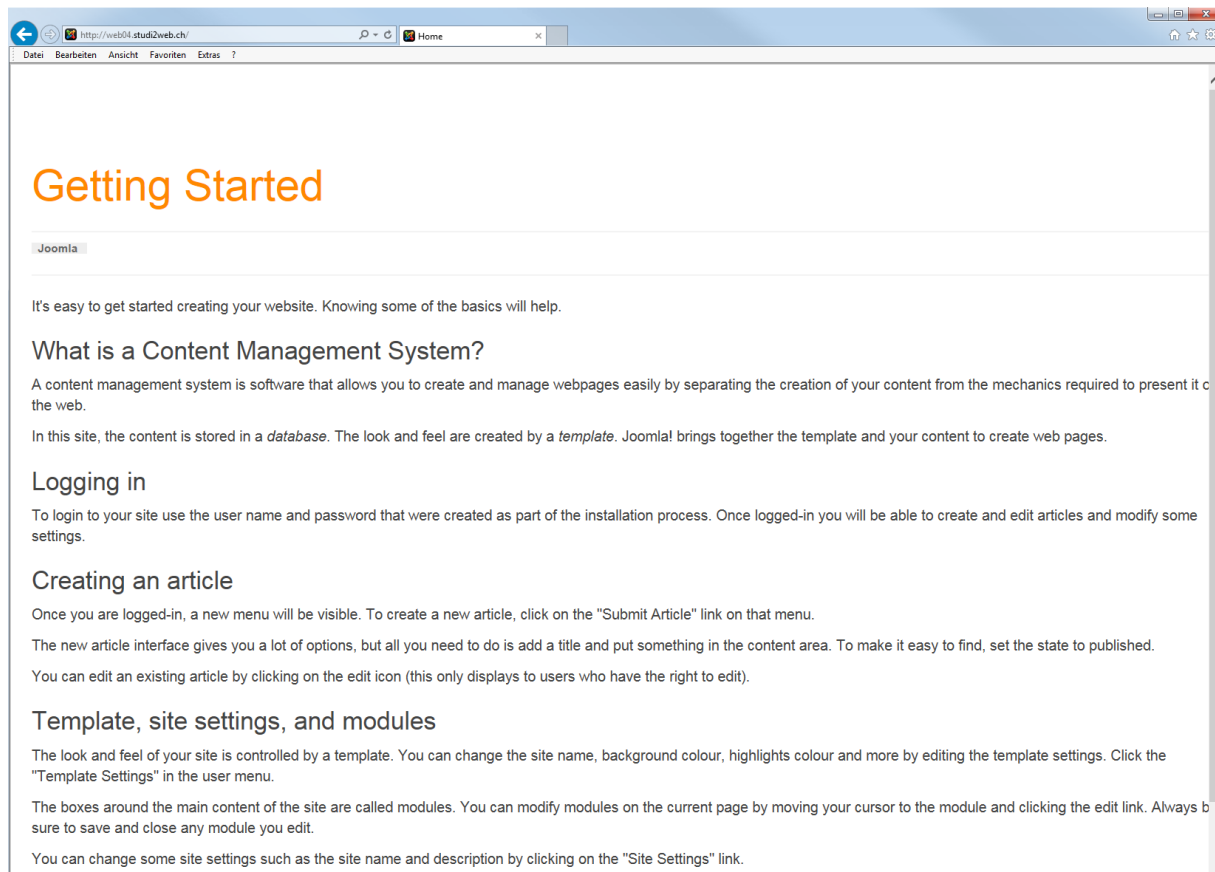 http://web04.studi2web.ch/
Home
Datei Bearbeiten Ansicht Favoriten Extras ?
Getting Started
Joomla
It's easy to get started creating your website. Knowing some of the basics will help.
What is a Content Management System?
A content management system is software that allows you to create and manage webpages easily by separating the creation of your content from the mechanics required to present it
the web.
In this site, the content is stored in a database. The look and feel are created by a template. Joomla! brings together the template and your content to create web pages.
Logging in
To login to your site use the user name and password that were created as part of the installation process. Once logged-in you will be able to create and edit articles and modify some
settings.
Creating an article
Once you are logged-in, a new menu will be visible. To create a new article, click on the "Submit Article" link on that menu.
The new article interface gives you a lot of options, but all you need to do is add a title and put something in the content area. To make it easy to find, set the state to published.
You can edit an existing article by clicking on the edit icon (this only displays to users who have the right to edit).
Template, site settings, and modules
The look and feel of your site is controlled by a template. You can change the site name, background colour, highlights colour and more by editing the template settings. Click the
"Template Settings" in the user menu.
The boxes around the main content of the site are called modules. You can modify modules on the current page by moving your cursor to the module and clicking the edit link. Always
sure to save and close any module you edit.
You can change some site settings such as the site name and description by clicking on the "Site Settings" link.